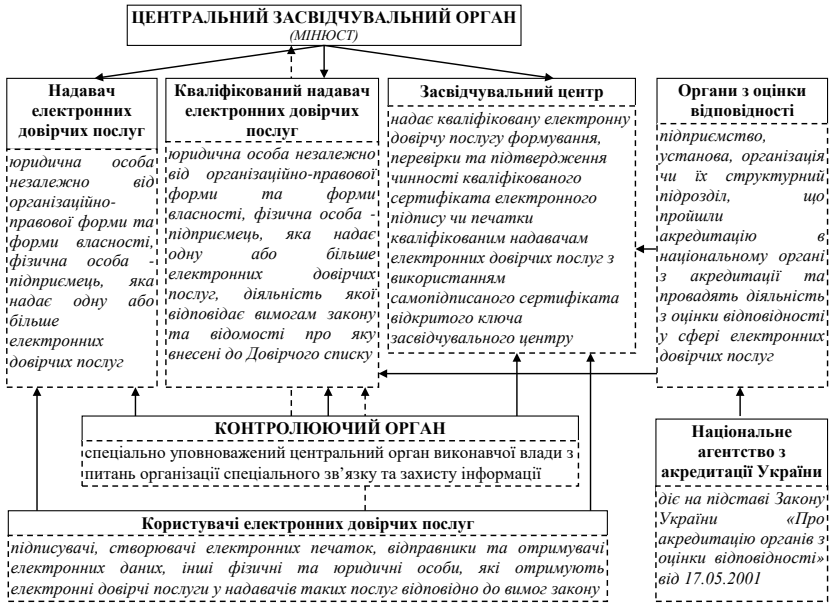 ЦЕНТРАЛЬНИЙ ЗАСВІДЧУВАЛЬНИЙ ОРГАН
(МІНЮСТ)
Надавач
електронних
довірчих послуг
юридична особа
незалежно від
організаційно-
правової форми та
форми власності,
фізична особа -
підприємець, яка
надає одну або
більше
електронних
довірчих послуг
Кваліфікований надавач
електронних довірчих
послуг
юридична особа незалежно
від організаційно-правової
форми та форми
власності, фізична особа -
підприємець, яка надає
одну або більше
електронних довірчих
послуг, діяльність якої
відповідає вимогам закону
та відомості про яку
внесені до Довірчого списку
Засвідчувальний центр
надає кваліфіковану електронну
довірчу послугу формування,
перевірки та підтвердження
чинності кваліфікованого
сертифіката електронного
підпису чи печатки
кваліфікованим надавачам
електронних довірчих послуг з
використанням
самопідписаного сертифіката
відкритого ключа
засвідчувального центру
Органи з оцінки
відповідності
підприємство,
установа, організація
чи їх структурний
підрозділ, що
пройшли
акредитацію в
національному органі
з акредитації та
провадять діяльність
з оцінки відповідності
у сфері електронних
довірчих послуг
КОНТРОЛЮЮЧИЙ ОРГАН
спеціально уповноважений центральний орган виконавчої влади з
питань організації спеціального зв’язку та захисту інформації
Національне
агентство з
акредитації України
діє на підставі Закону
України «Про
акредитацію органів з
оцінки відповідності»
від 17.05.2001
Користувачі електронних довірчих послуг
підписувачі, створювачі електронних печаток, відправники та отримувачі
електронних даних, інші фізичні та юридичні особи, які отримують
електронні довірчі послуги у надавачів таких послуг відповідно до вимог закону